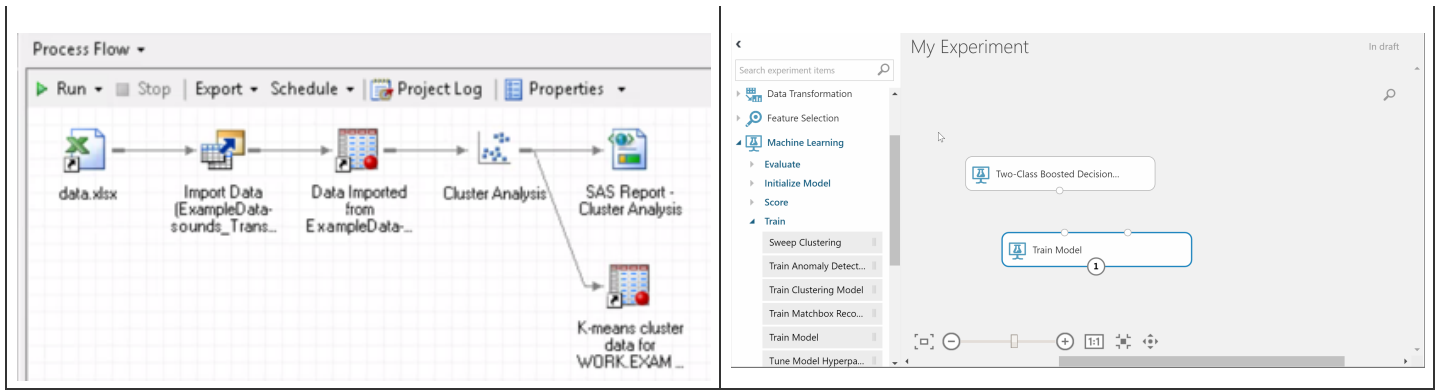 Process Flow
Run Stop Export Schedule Project Log Properties
data.xlsx
Import Data
(ExampleData-
sounds_Trans...
Data Imported
from
ExampleData-...
Cluster Analysis
SAS Report -
Cluster Analysis
K-means cluster
data for
WORK.EXAM ...
My Experiment
In draft
Search experiment items
Data Transformation
Feature Selection
Machine Learning
Evaluate
Initialize Model
Score
Train
Sweep Clustering
Train Anomaly Detect...
Train Clustering Model
Train Matchbox Reco...
Train Model
Tune Model Hyperpa...
Two-Class Boosted Decision...
Train Model
1
1:1